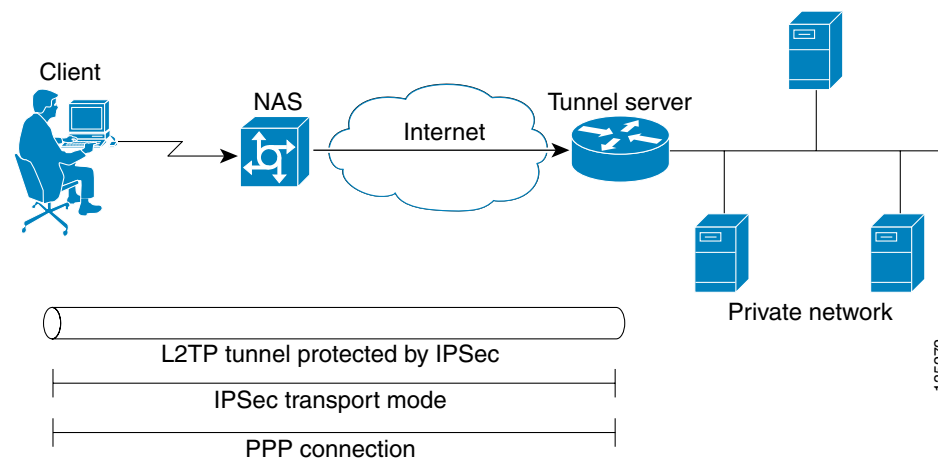 Client
NAS
Internet
Tunnel server
Private network
L2TP tunnel protected by IPSec
IPSec transport mode
PPP connection